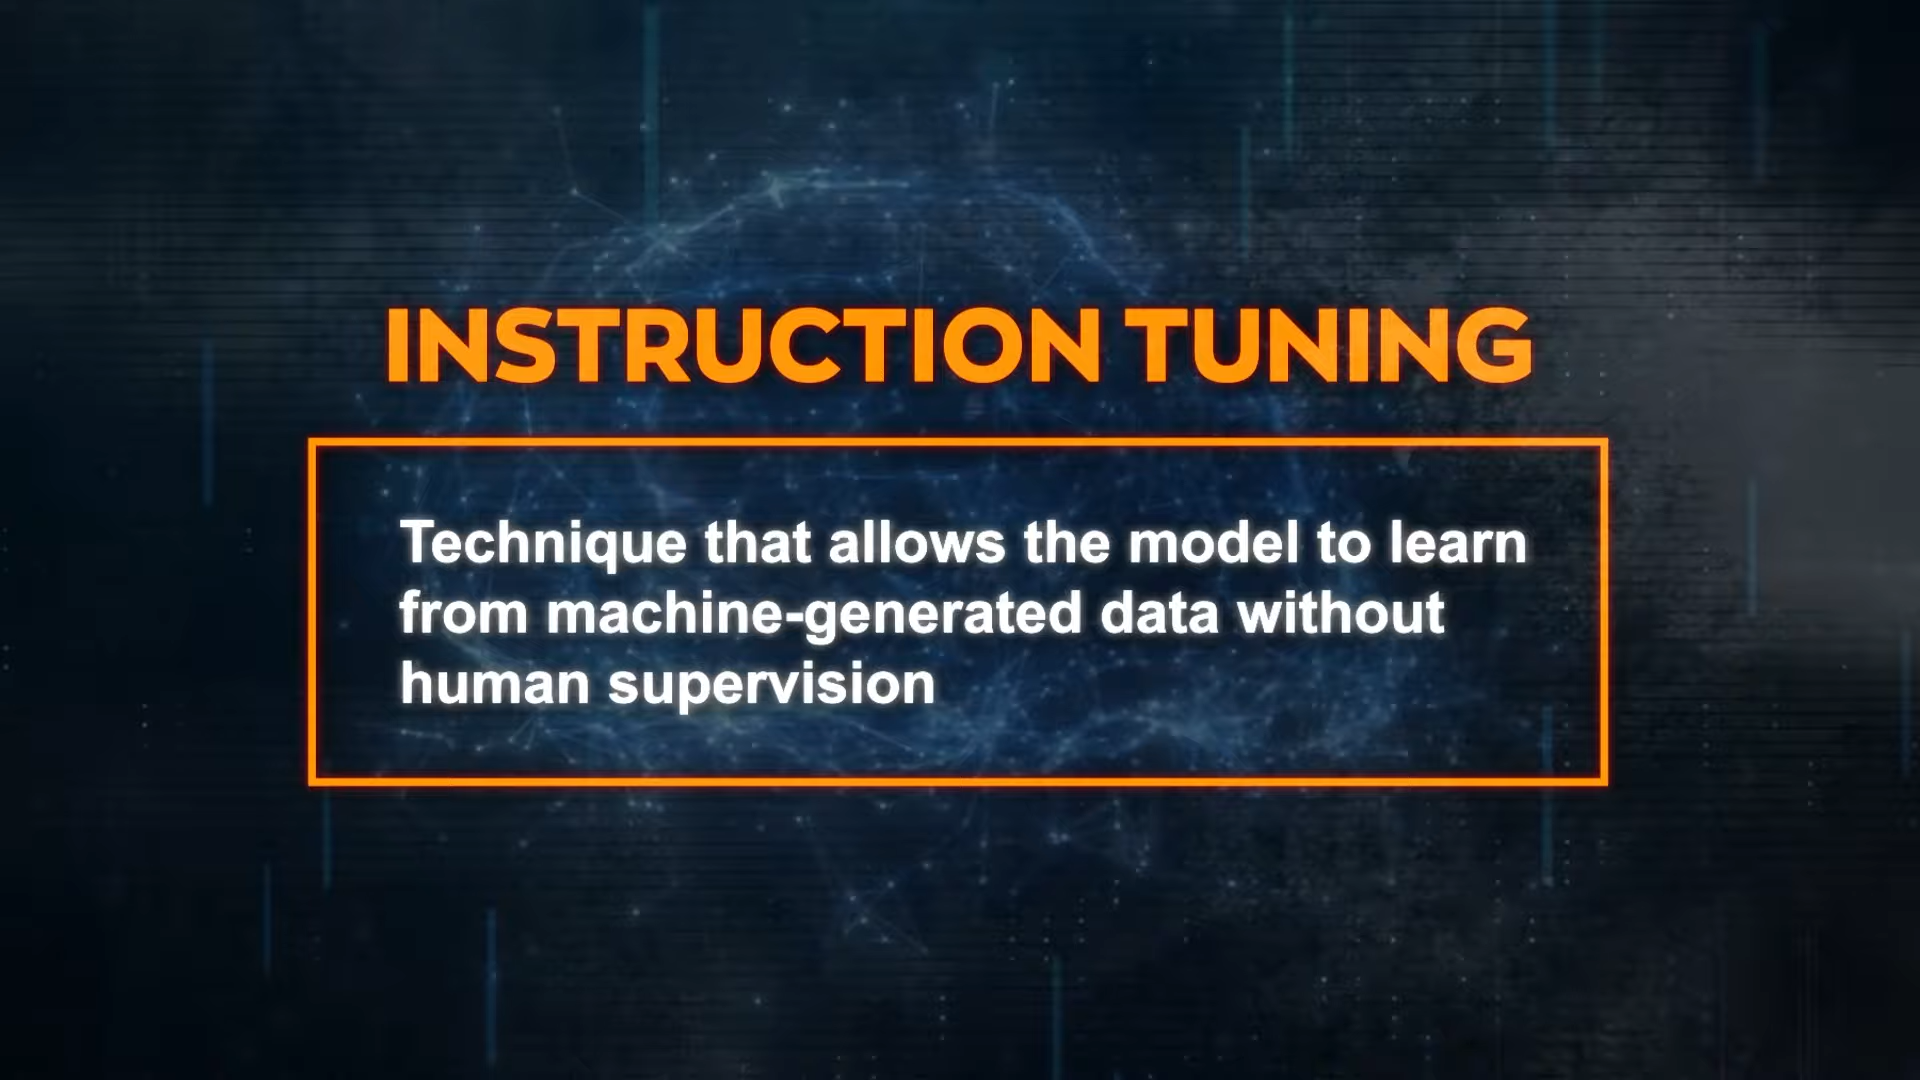 INSTRUCTION TUNING
Technique that allows the model to learn
from machine-generated data without
human supervision